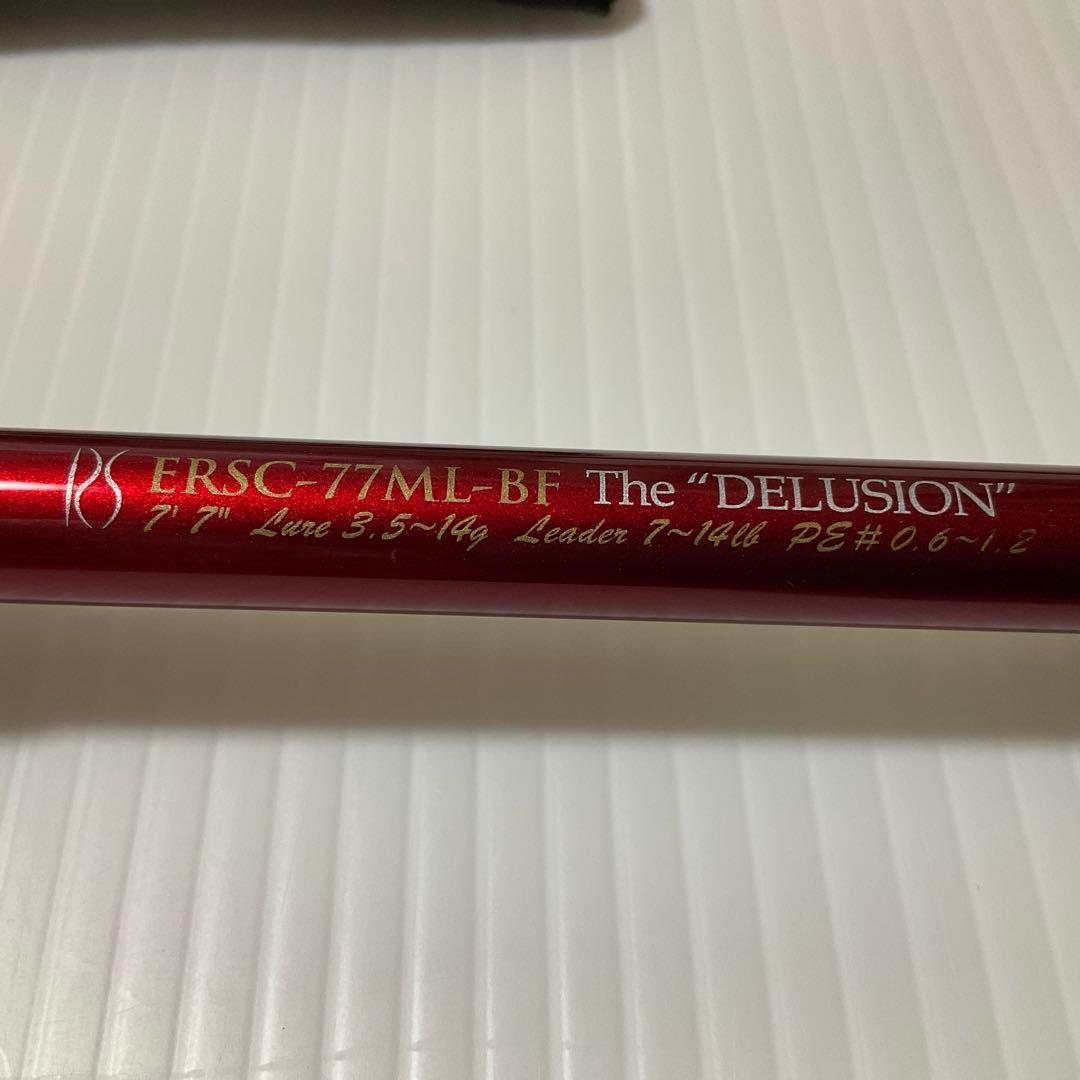 RS ERSC-77ML-BF The “DELUSION”
7' 7" Lure 3.5~14g Leader 7~14lb PE#0.6~1.2